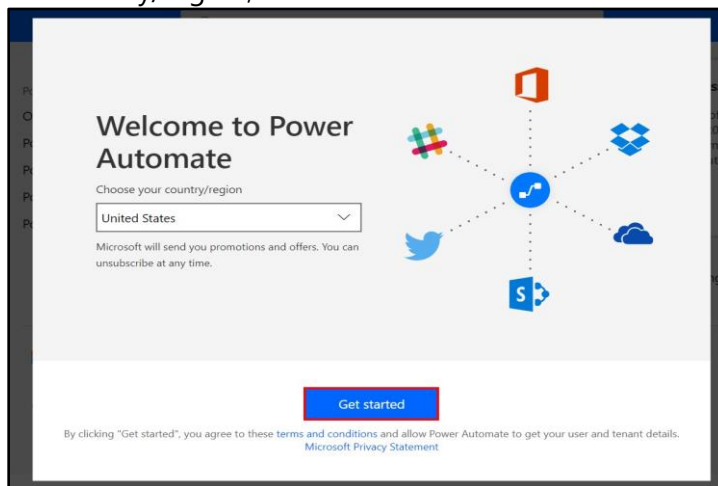 Welcome to Power
Automate
Choose your country/region
United States
Microsoft will send you promotions and offers. You can
unsubscribe at any time.
S
Get started
By clicking "Get started", you agree to these terms and conditions and allow Power Automate to get your user and tenant details.
Microsoft Privacy Statement